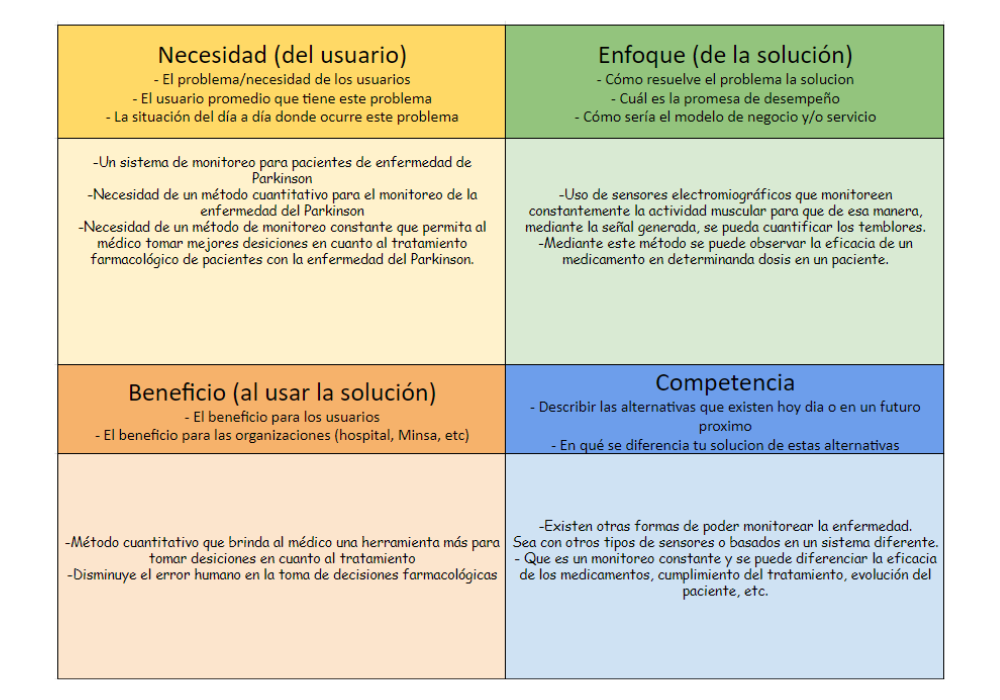 Necesidad (del usuario)
- El problema/necesidad de los usuarios
- El usuario promedio que tiene este problema
- La situación del día a día donde ocurre este problema
-Un sistema de monitoreo para pacientes de enfermedad de
Parkinson
-Necesidad de un método cuantitativo para el monitoreo de la
enfermedad del Parkinson
-Necesidad de un método de monitoreo constante que permita al
médico tomar mejores desiciones en cuanto al tratamiento
farmacológico de pacientes con la enfermedad del Parkinson.
Enfoque (de la solución)
- Cómo resuelve el problema la solucion
- Cuál es la promesa de desempeño
- Cómo sería el modelo de negocio y/o servicio
-Uso de sensores electromiográficos que monitoreen
constantemente la actividad muscular para que de esa manera,
mediante la señal generada, se pueda cuantificar los temblores.
-Mediante este método se puede observar la eficacia de un
medicamento en determinanda dosis en un paciente.
Beneficio (al usar la solución)
- El beneficio para los usuarios
- El beneficio para las organizaciones (hospital, Minsa, etc)
-Método cuantitativo que brinda al médico una herramienta más para
tomar desiciones en cuanto al tratamiento
-Disminuye el error humano en la toma de decisiones farmacológicas
Competencia
- Describir las alternativas que existen hoy dia o en un futuro
proximo
- En qué se diferencia tu solucion de estas alternativas
-Existen otras formas de poder monitorear la enfermedad.
Sea con otros tipos de sensores o basados en un sistema diferente.
- Que es un monitoreo constante y se puede diferenciar la eficacia
de los medicamentos, cumplimiento del tratamiento, evolución del
paciente, etc.